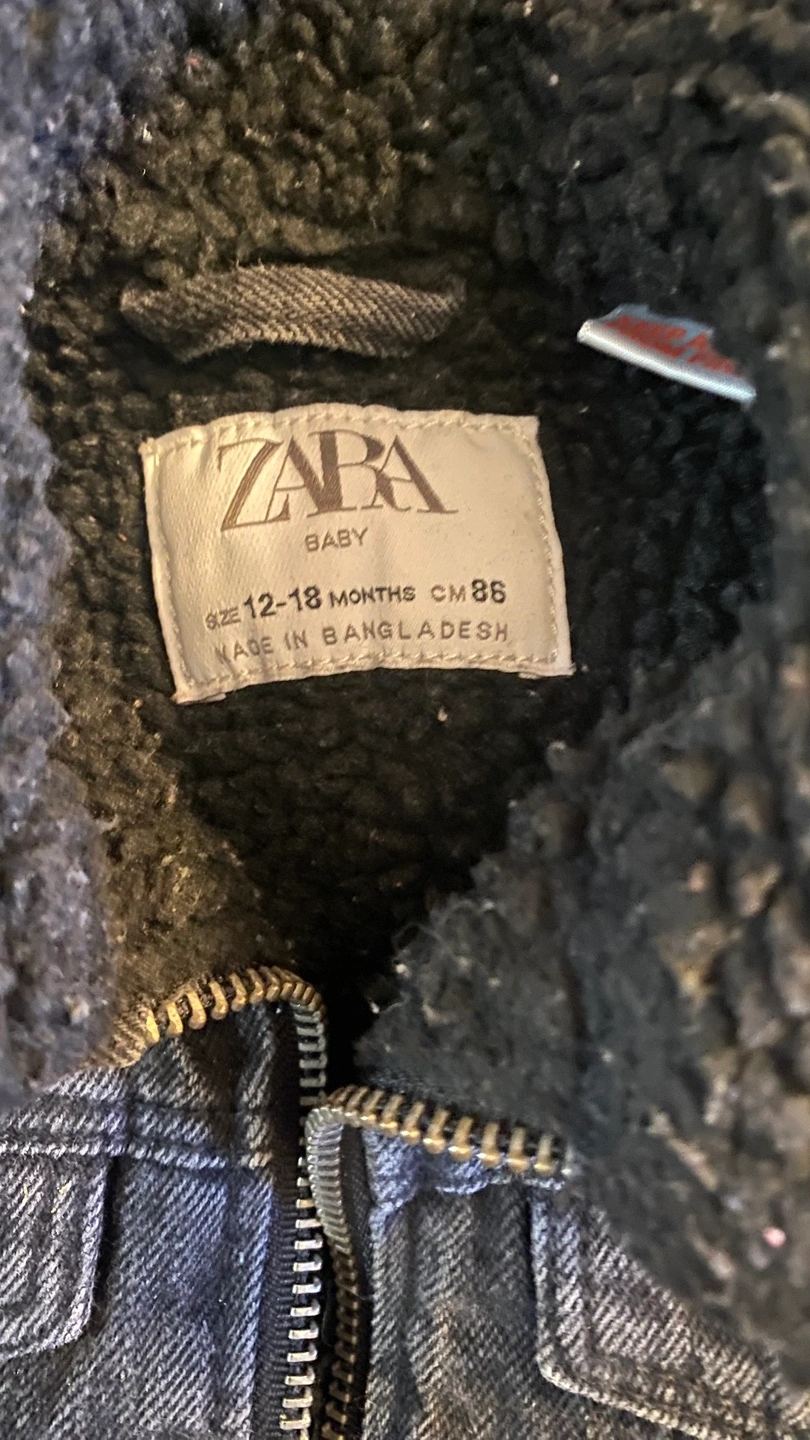 ZARA
BABY
SIZE 12-18 MONTHS CM 86
MADE IN BANGLADESH